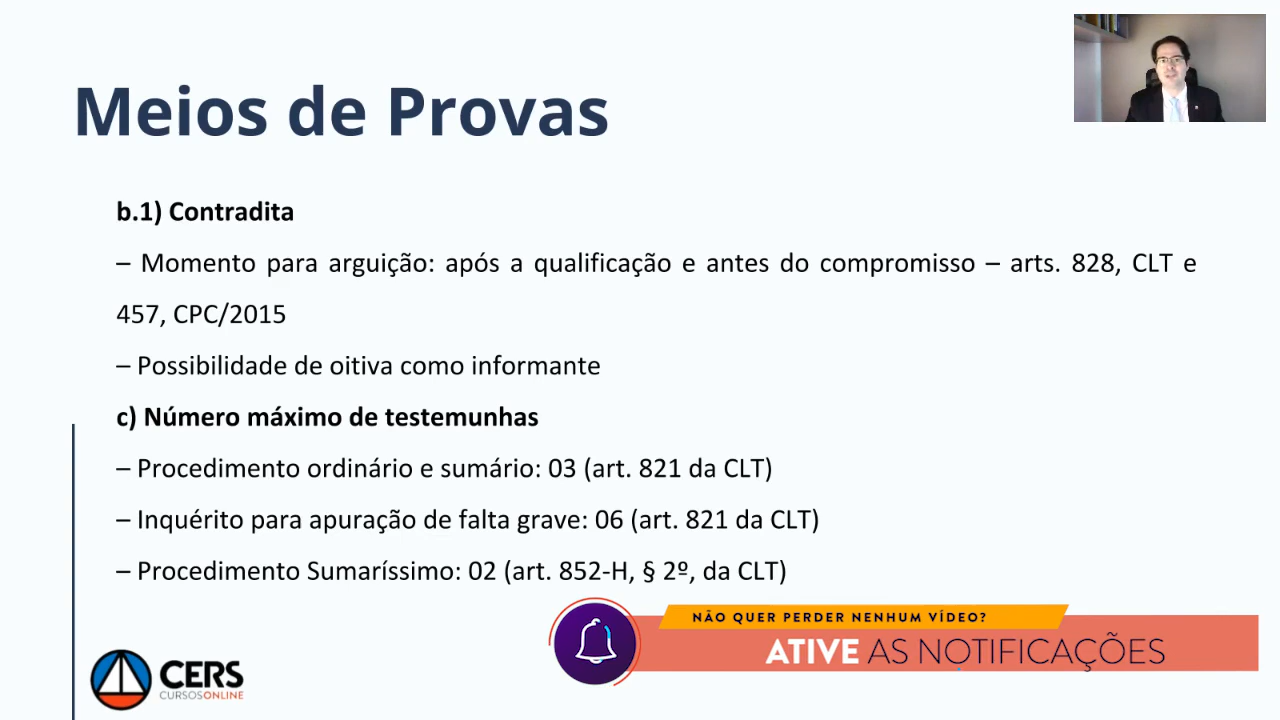 Meios de Provas
b.1) Contradita
– Momento para arguição: após a qualificação e antes do compromisso – arts. 828, CLT e
457, CPC/2015
– Possibilidade de oitiva como informante
c) Número máximo de testemunhas
– Procedimento ordinário e sumário: 03 (art. 821 da CLT)
– Inquérito para apuração de falta grave: 06 (art. 821 da CLT)
– Procedimento Sumaríssimo: 02 (art. 852-H, § 2º, da CLT)
NÃO QUER PERDER NENHUM VÍDEO?
ATIVE AS NOTIFICAÇÕES
CERS
CURSOSONLINE